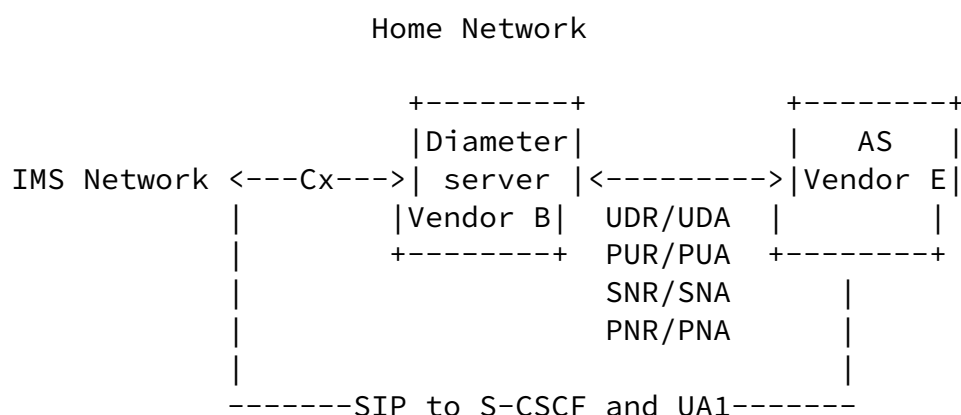 Home Network
+--------+ +--------+
|Diameter| | AS |
IMS Network <---Cx--->| server |<--------->|Vendor E|
| |Vendor B| UDR/UDA | |
| +--------+ PUR/PUA +--------+
| SNR/SNA |
| PNR/PNA |
| |
-------SIP to S-CSCF and UA1-------